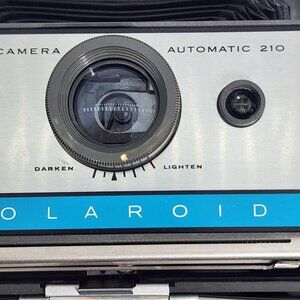 CAMERA AUTOMATIC 210
DARKEN LIGHTEN
OLAROID